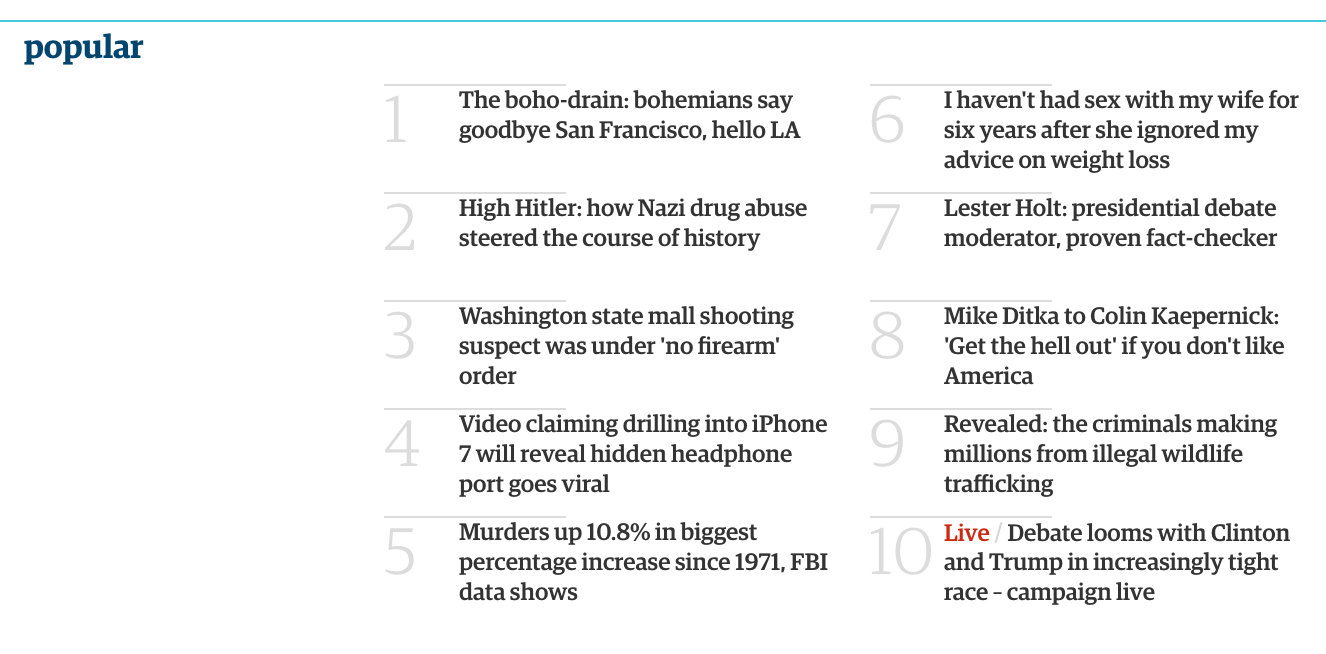 popular
1
The boho-drain: bohemians say
goodbye San Francisco, hello LA
2
High Hitler: how Nazi drug abuse
steered the course of history
3
Washington state mall shooting
suspect was under 'no firearm'
order
4
Video claiming drilling into iPhone
7 will reveal hidden headphone
port goes viral
5
Murders up 10.8% in biggest
percentage increase since 1971, FBI
data shows
6
I haven't had sex with my wife for
six years after she ignored my
advice on weight loss
7
Lester Holt: presidential debate
moderator, proven fact-checker
8
Mike Ditka to Colin Kaepernick:
'Get the hell out' if you don't like
America
9
Revealed: the criminals making
millions from illegal wildlife
trafficking
10
Live / Debate looms with Clinton
and Trump in increasingly tight
race – campaign live